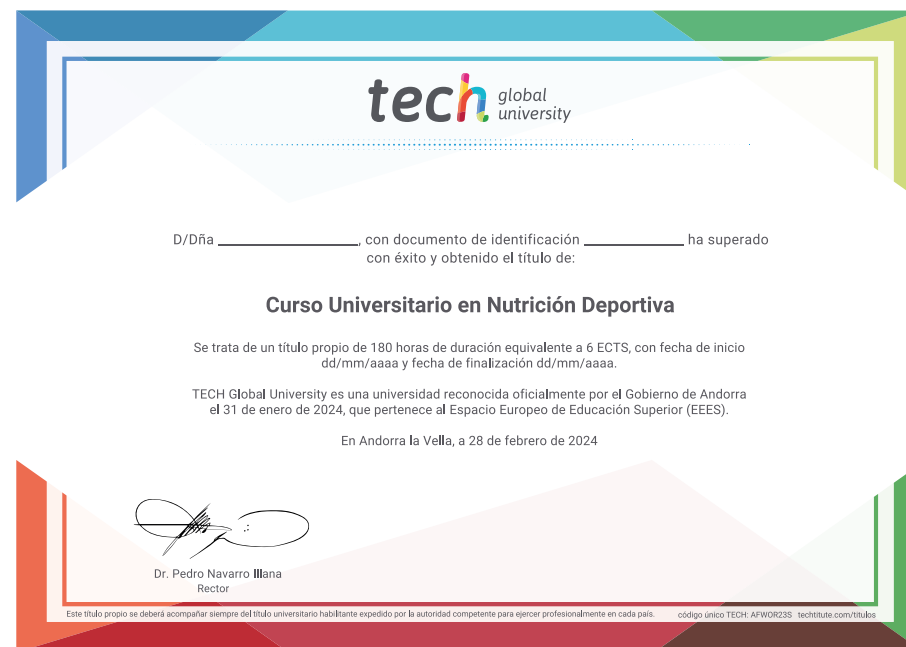 tech global university
D/Dña ____________, con documento de identificación ____________ ha superado
con éxito y obtenido el título de:
Curso Universitario en Nutrición Deportiva
Se trata de un título propio de 180 horas de duración equivalente a 6 ECTS, con fecha de inicio
dd/mm/aaaa y fecha de finalización dd/mm/aaaa.
TECH Global University es una universidad reconocida oficialmente por el Gobierno de Andorra
el 31 de enero de 2024, que pertenece al Espacio Europeo de Educación Superior (EEES).
En Andorra la Vella, a 28 de febrero de 2024
Dr. Pedro Navarro Illana
Rector
Este título propio se deberá acompañar siempre del título universitario habilitante expedido por la autoridad competente para ejercer profesionalmente en cada país. código único TECH: AFWOR23S techtitute.com/titulos